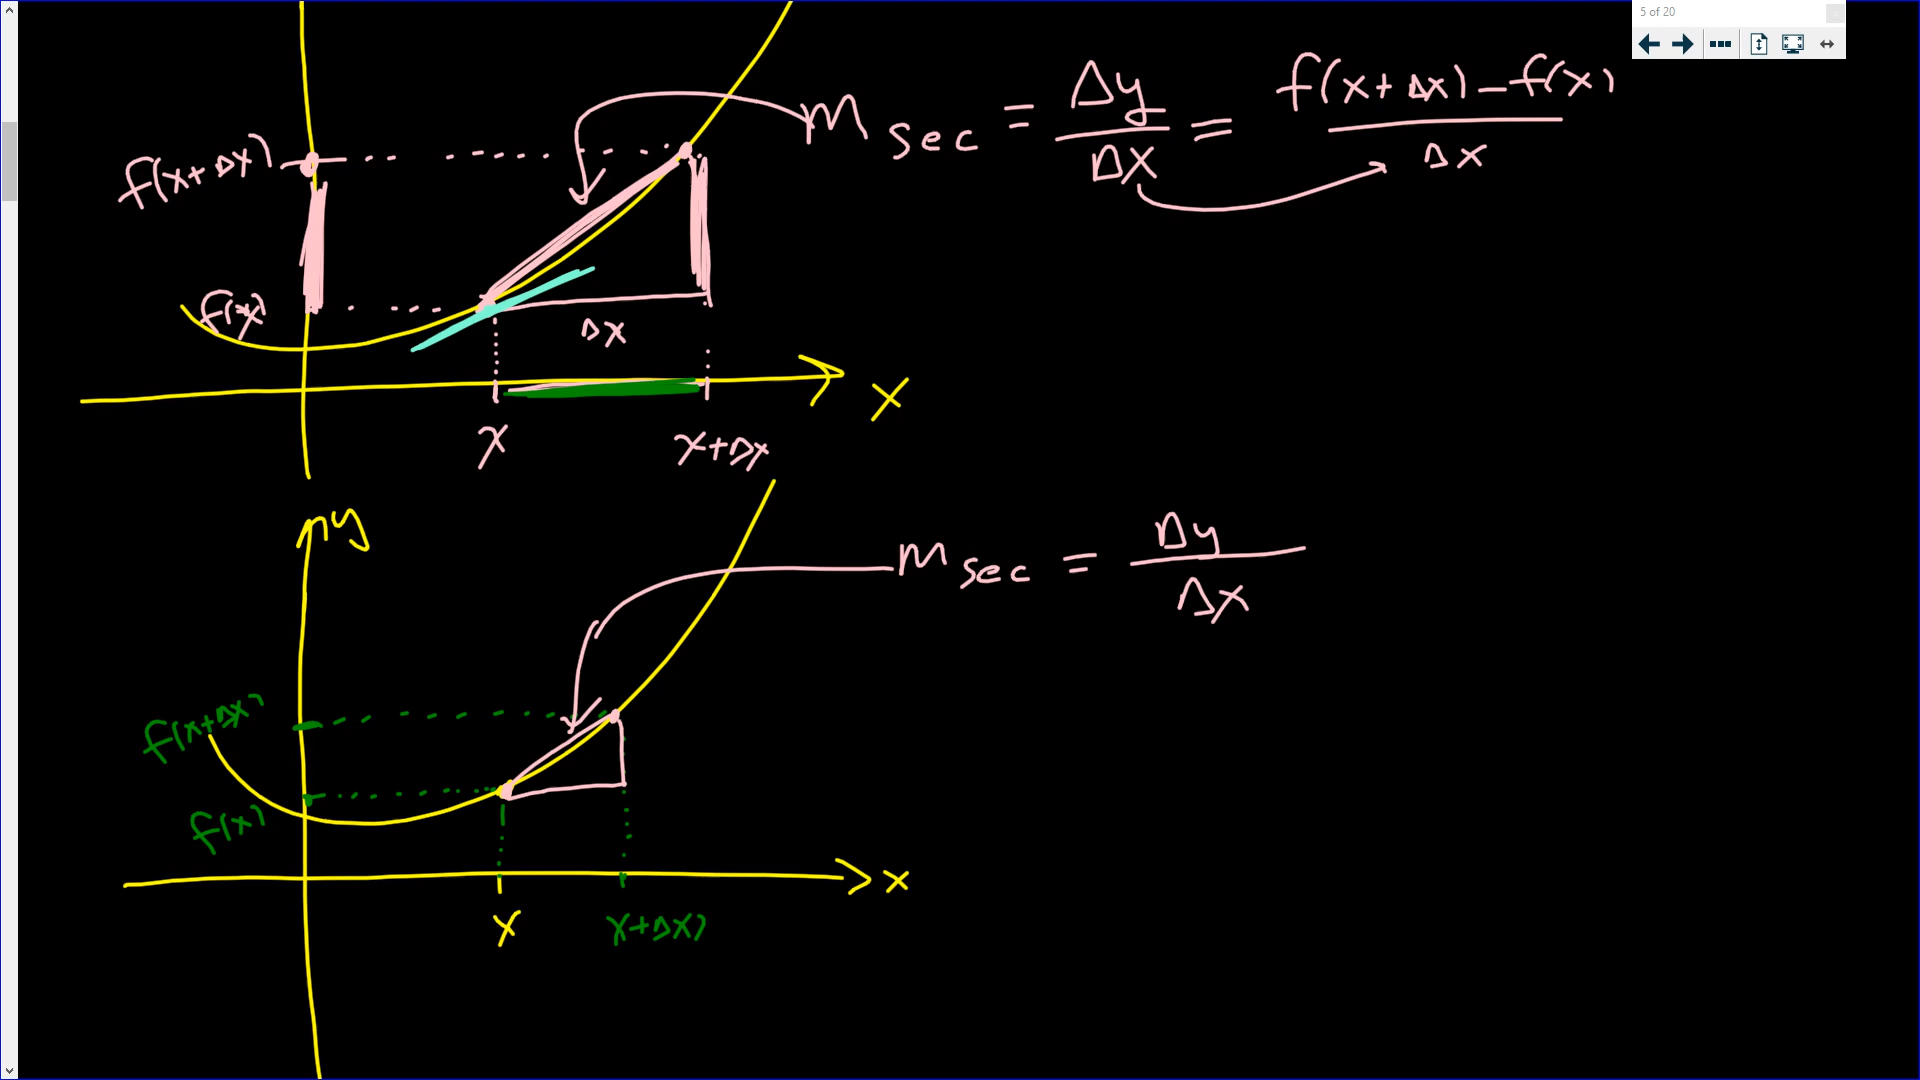 5 of 20
m sec = Δy/Δx = f(x+Δx) - f(x)/Δx
f(x+Δx)
f(x)
Δx
x
x
x+Δx
y
m sec = Δy/Δx
f(x+Δx)
f(x)
x
x
x+Δx)